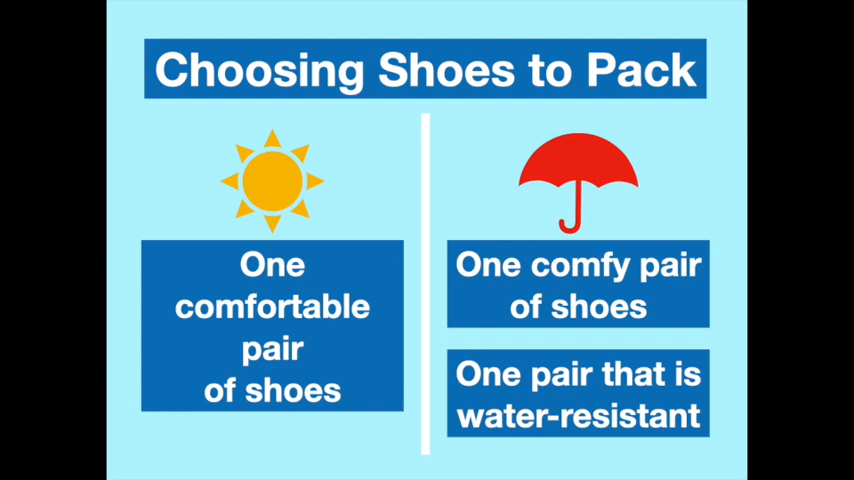 Choosing Shoes to Pack
One
comfortable
pair
of shoes
One comfy pair
of shoes
One pair that is
water-resistant